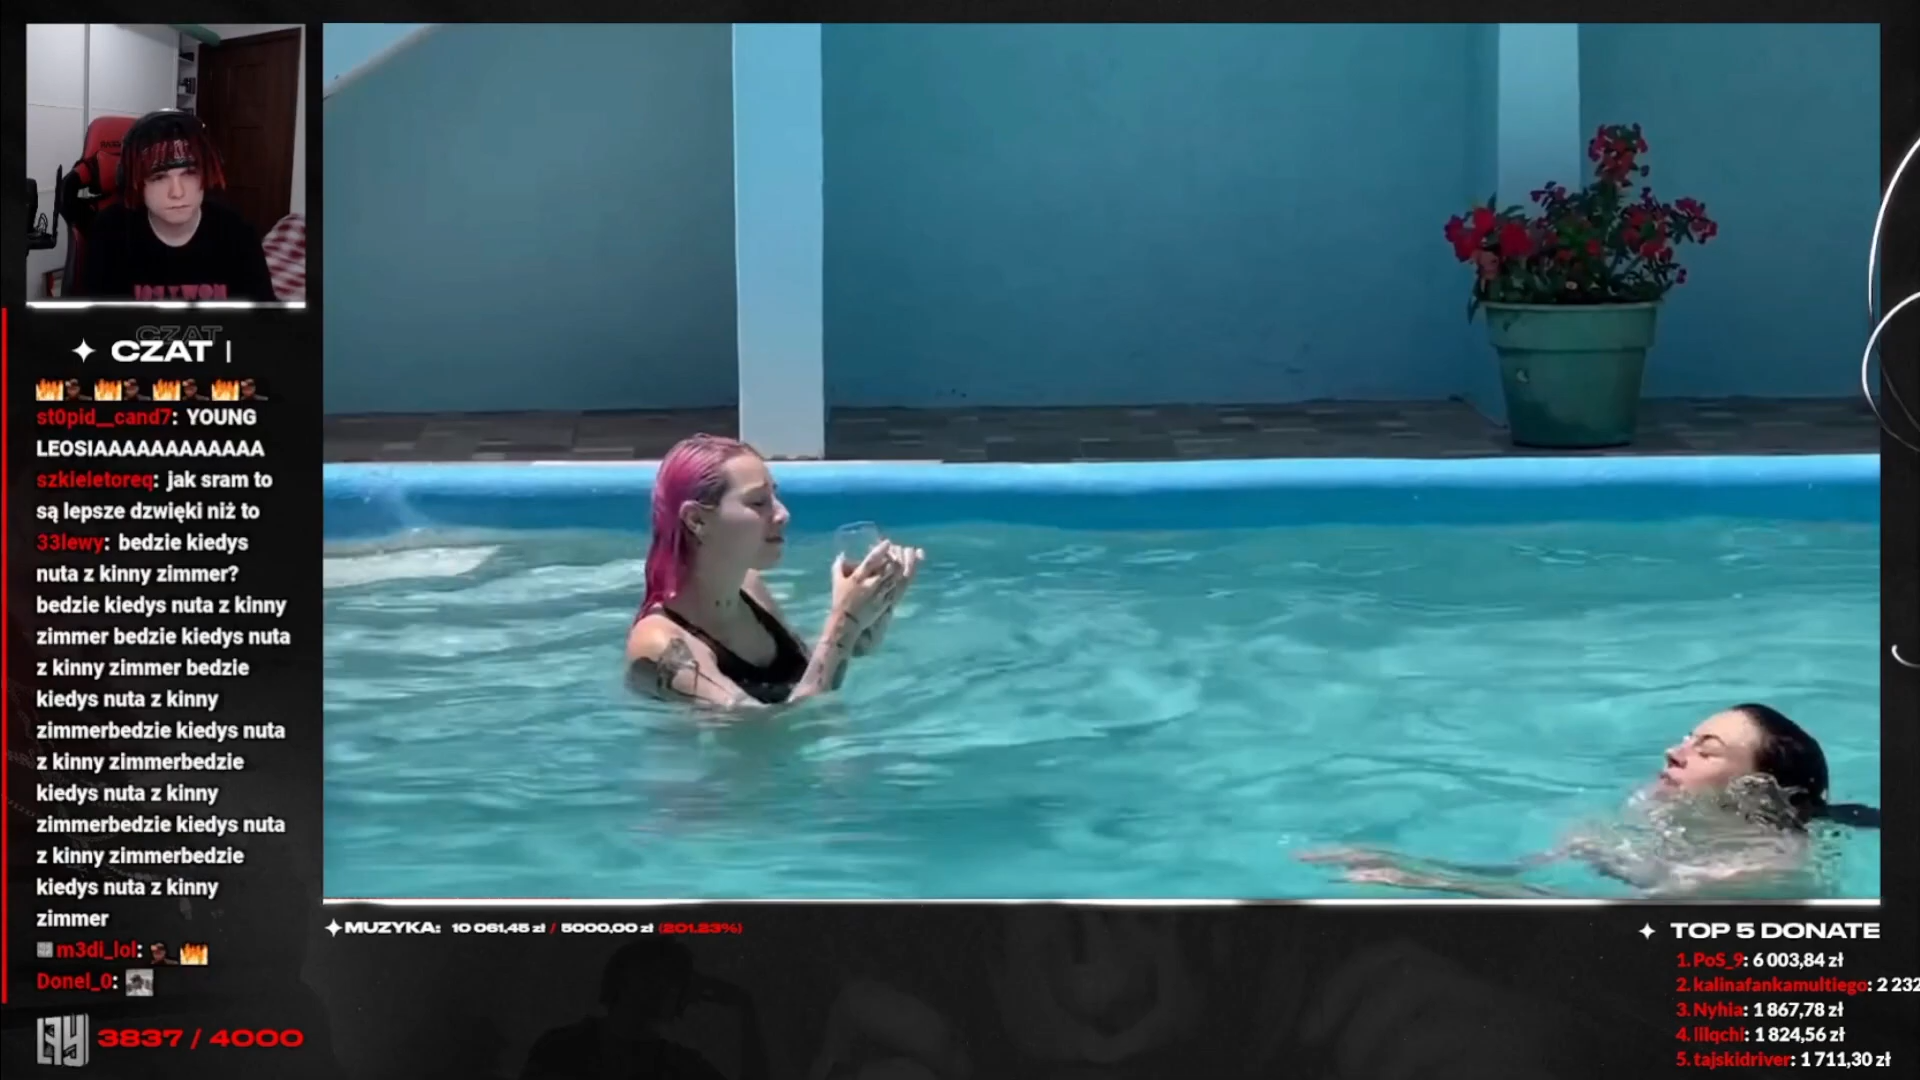 CZAT
CZAT |
st0pid__cand7: YOUNG
LEOSIAAAAAAAAAAAA
szkieletoreq: jak sram to
są lepsze dzwięki niż to
33lewy: bedzie kiedys
nuta z kinny zimmer?
bedzie kiedys nuta z kinny
zimmer bedzie kiedys nuta
z kinny zimmer bedzie
kiedys nuta z kinny
zimmerbedzie kiedys nuta
z kinny zimmerbedzie
kiedys nuta z kinny
zimmerbedzie kiedys nuta
z kinny zimmerbedzie
kiedys nuta z kinny
zimmer
m3di_lol:
Donel_0:
3837 / 4000
MUZYKA: 10 061,45 zł / 5000,00 zł (201.23%)
TOP 5 DONATE
1. PoS_9: 6 003,84 zł
2. kalinafankamultiego: 2 232
3. Nyhia: 1 867,78 zł
4. : 1 824,56 zł
5. tajskidriver: 1 711,30 zł